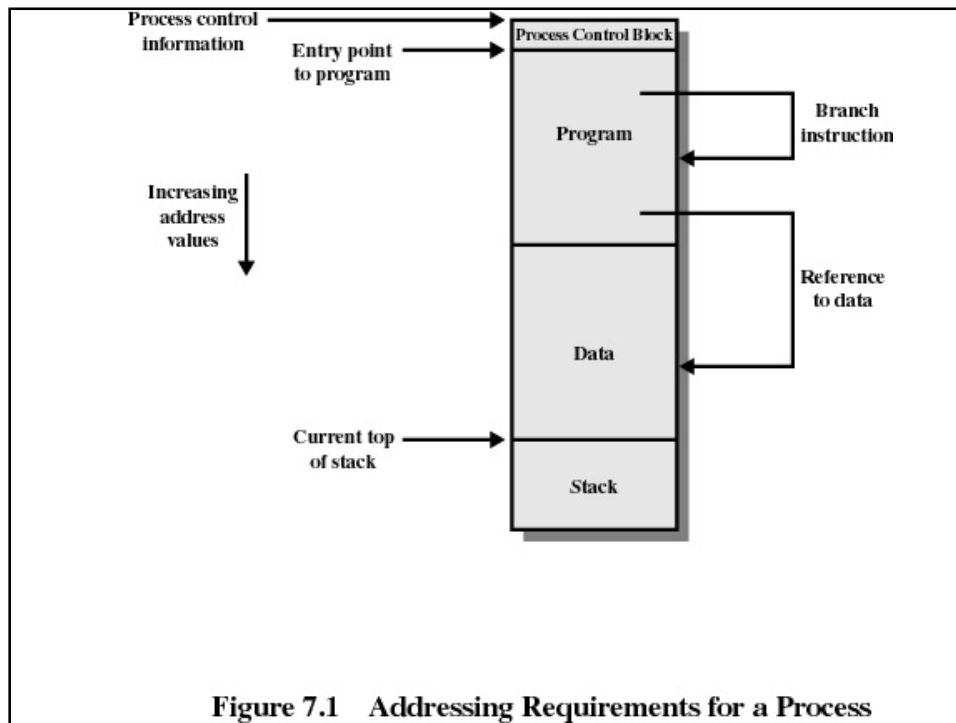 Process control
information
Process Control Block
Entry point
to program
Branch
instruction
Program
Increasing
address
values
Reference
to data
Data
Current top
of stack
Stack
Figure 7.1 Addressing Requirements for a Process